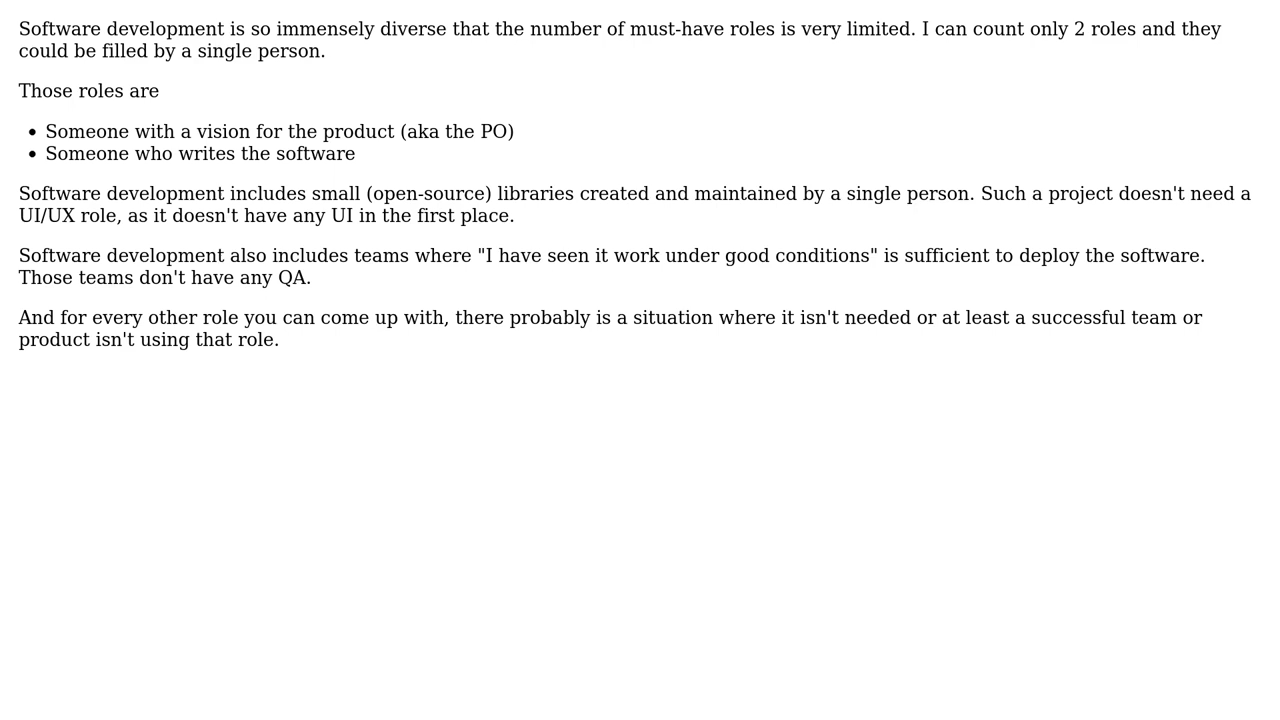 Software development is so immensely diverse that the number of must-have roles is very limited. I can count only 2 roles and they
could be filled by a single person.
Those roles are
• Someone with a vision for the product (aka the PO)
• Someone who writes the software
Software development includes small (open-source) libraries created and maintained by a single person. Such a project doesn't need a
UI/UX role, as it doesn't have any UI in the first place.
Software development also includes teams where "I have seen it work under good conditions" is sufficient to deploy the software.
Those teams don't have any QA.
And for every other role you can come up with, there probably is a situation where it isn't needed or at least a successful team or
product isn't using that role.